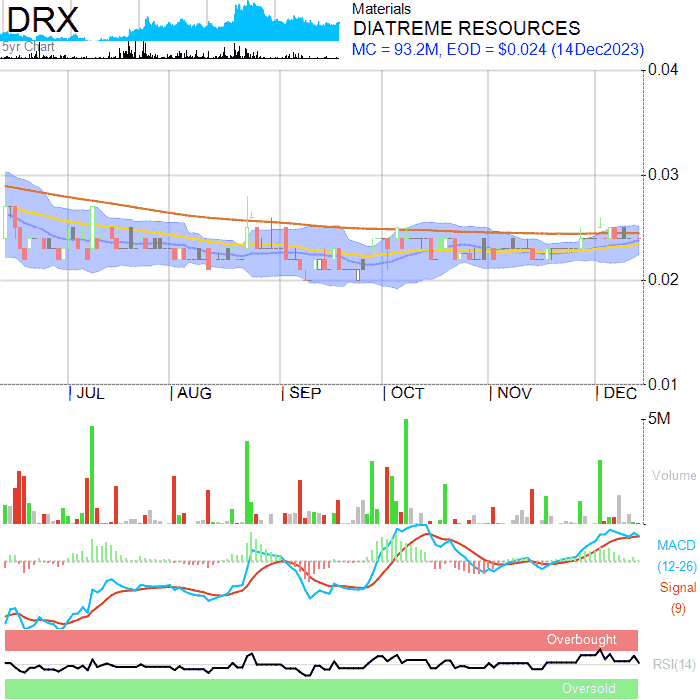 DRX
5yr Chart
Materials
DIATREME RESOURCES
MC = 93.2M, EOD = $0.024 (14Dec2023)
0.04
0.03
0.02
0.01
JUL
AUG
SEP
OCT
NOV
DEC
5M
Volume
MACD
(12-26)
Signal
(9)
Overbought
RSI(14)
Oversold